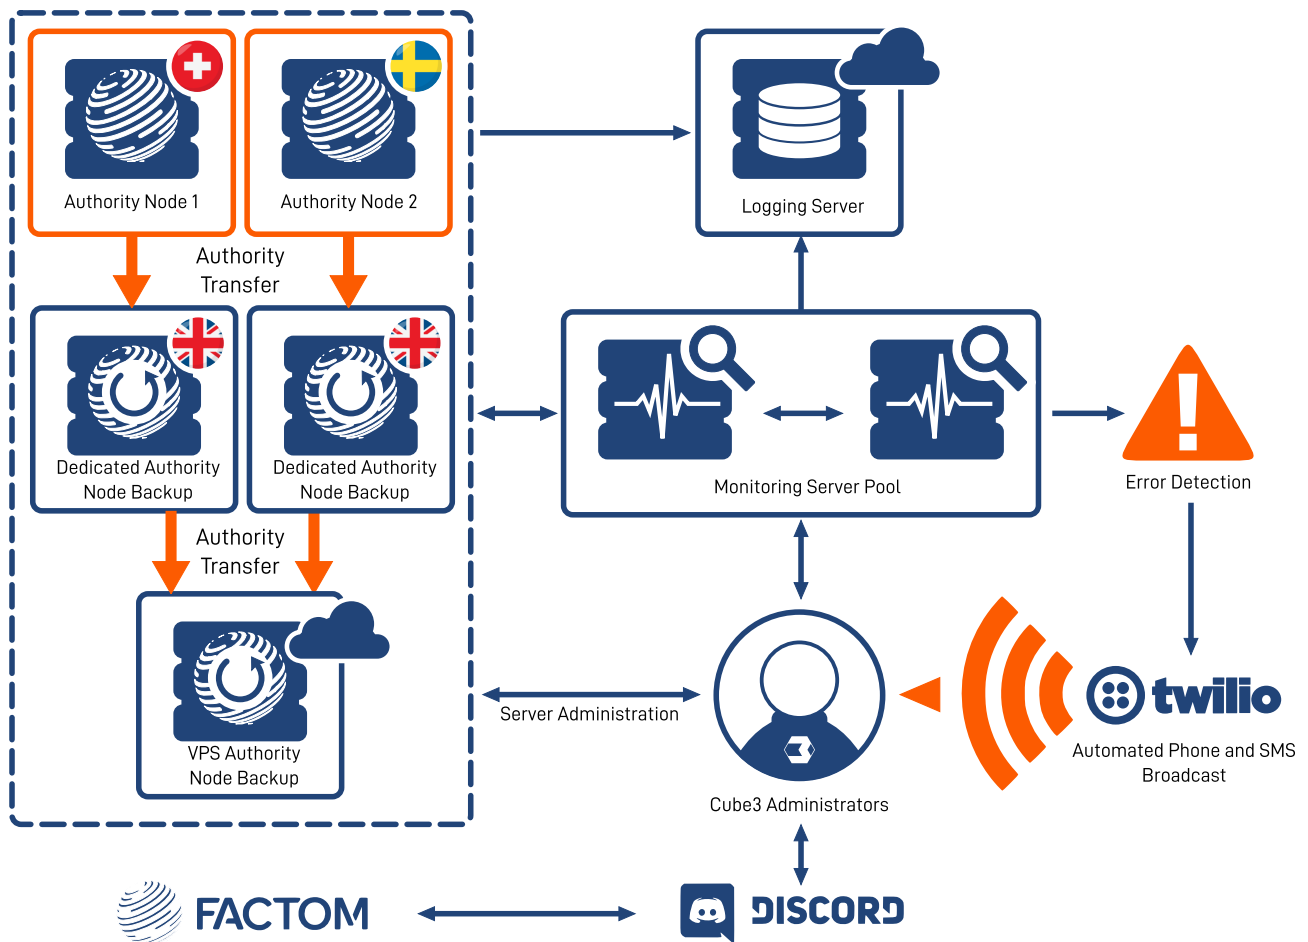 Authority Node 1
Authority Node 2
Logging Server
Authority
Transfer
Dedicated Authority
Node Backup
Dedicated Authority
Node Backup
Monitoring Server Pool
Error Detection
Authority
Transfer
VPS Authority
Node Backup
Server Administration
Cube3 Administrators
twilio
Automated Phone and SMS
Broadcast
FACTOM
DISCORD